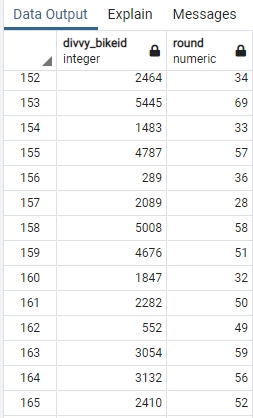 Data Output Explain Messages
divvy_bikeid round
integer numeric
152 2464 34
153 5445 69
154 1483 33
155 4787 57
156 289 36
157 2089 28
158 5008 58
159 4676 51
160 1847 32
161 2282 50
162 552 49
163 3054 59
164 3132 56
165 2410 52